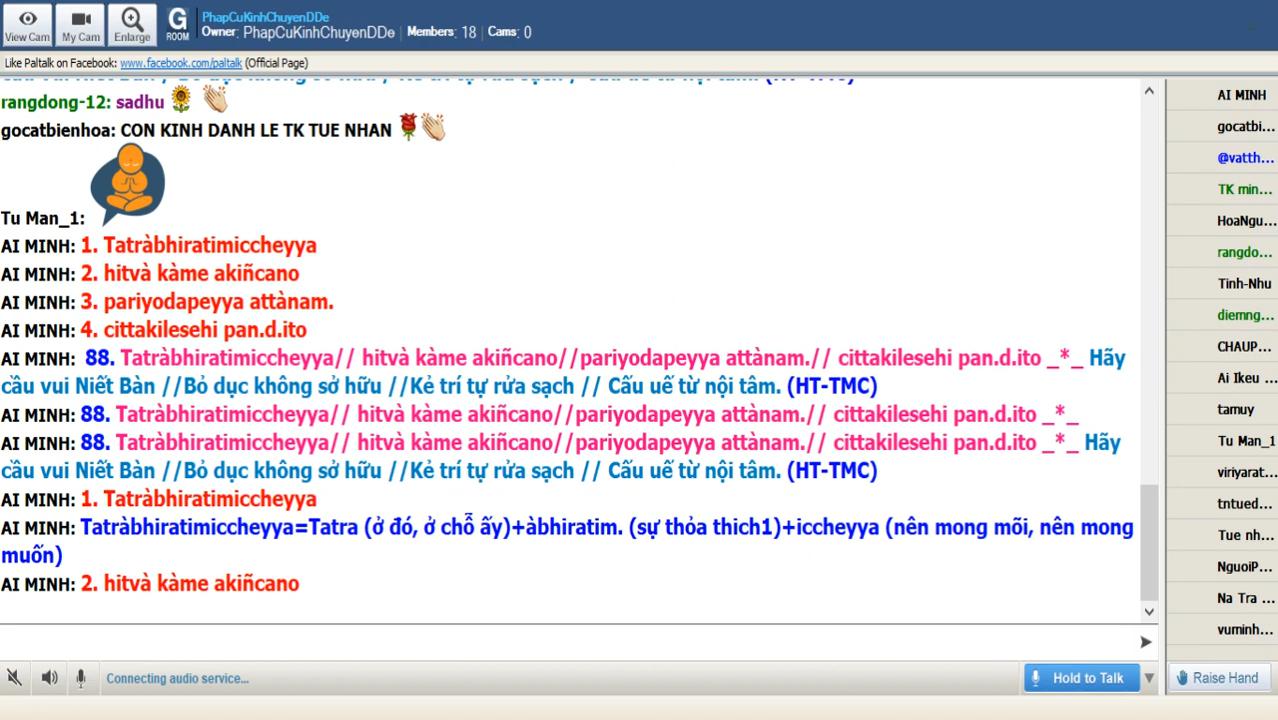 View Cam
My Cam
Enlarge
G
ROOM
PhapCuKinhChuyenDDe
Owner: PhapCuKinhChuyenDDe | Members: 18 | Cams: 0
Like Paltalk on Facebook: www.facebook.com/paltalk (Official Page)
rangdong-12: sadhu
gocatbienhoa: CON KINH DANH LE TK TUE NHAN
Tu Man_1:
AI MINH: 1. Tatràbhiratimiccheyya
AI MINH: 2. hitvà kàme akiñcano
AI MINH: 3. pariyodapeyya attànam.
AI MINH: 4. cittakilesehi pan.d.ito
AI MINH: 88. Tatràbhiratimiccheyya// hitvà kàme akiñcano//pariyodapeyya attànam.// cittakilesehi pan.d.ito _*_ Hãy
cầu vui Niết Bàn //Bỏ dục không sở hữu //Kẻ trí tự rửa sạch // Cấu uế từ nội tâm. (HT-TMC)
AI MINH: 88. Tatràbhiratimiccheyya// hitvà kàme akiñcano//pariyodapeyya attànam.// cittakilesehi pan.d.ito _*_
AI MINH: 88. Tatràbhiratimiccheyya// hitvà kàme akiñcano//pariyodapeyya attànam.// cittakilesehi pan.d.ito _*_ Hãy
cầu vui Niết Bàn //Bỏ dục không sở hữu //Kẻ trí tự rửa sạch // Cấu uế từ nội tâm. (HT-TMC)
AI MINH: 1. Tatràbhiratimiccheyya
AI MINH: Tatràbhiratimiccheyya=Tatra (ở đó, ở chỗ ấy)+àbhiratim. (sự thỏa thich1)+iccheyya (nên mong mõi, nên mong
muốn)
AI MINH: 2. hitvà kàme akiñcano
Connecting audio service...
Hold to Talk
AI MINH
gocatbi...
@vatth...
TK min...
HoaNgu...
rangdo...
Tinh-Nhu
diemng...
CHAUP...
Ai Ikeu ...
tamuy
Tu Man_1
viriyarat...
tntued...
Tue nh...
NguoiP...
Na Tra ...
vuminh...
Raise Hand